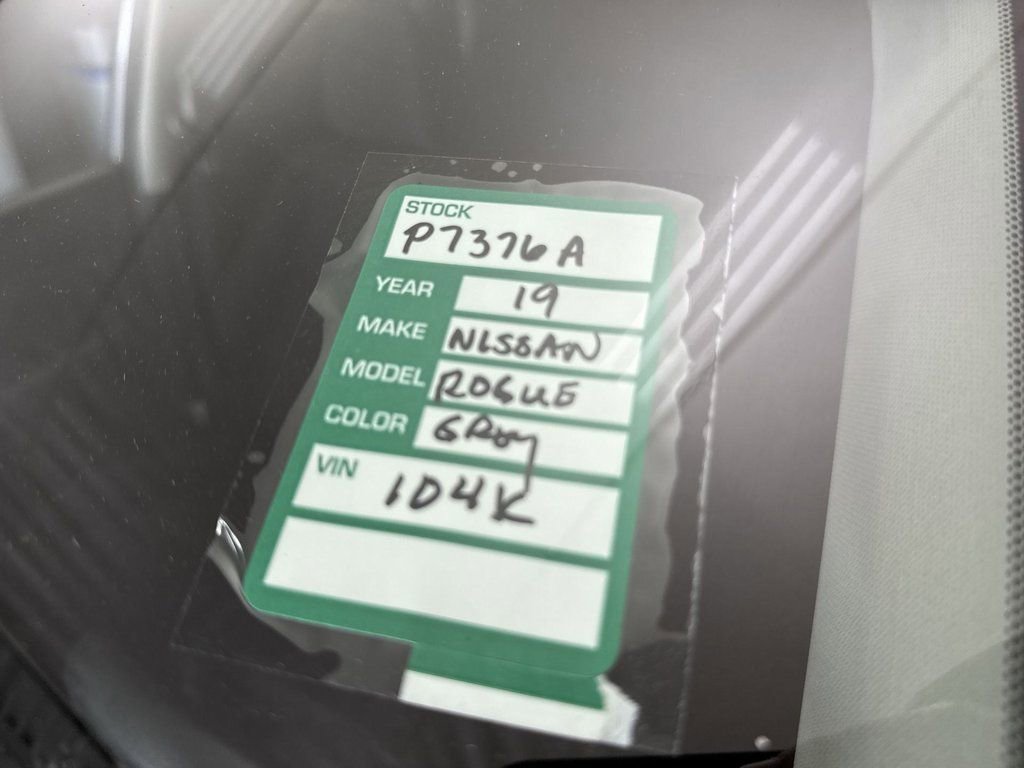 STOCK
P7376A
YEAR 19
MAKE NISSAN
MODEL ROGUE
COLOR GRAY
VIN 104K